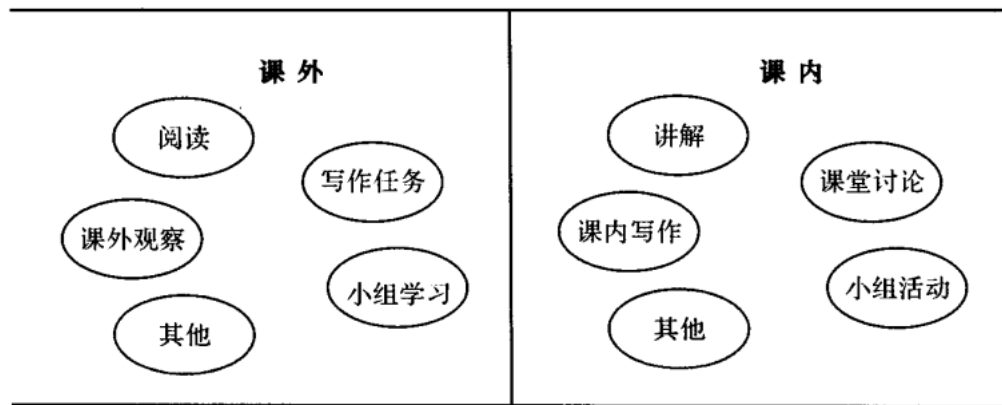 课外
阅读
写作任务
课外观察
小组学习
其他
课内
讲解
课堂讨论
课内写作
小组活动
其他